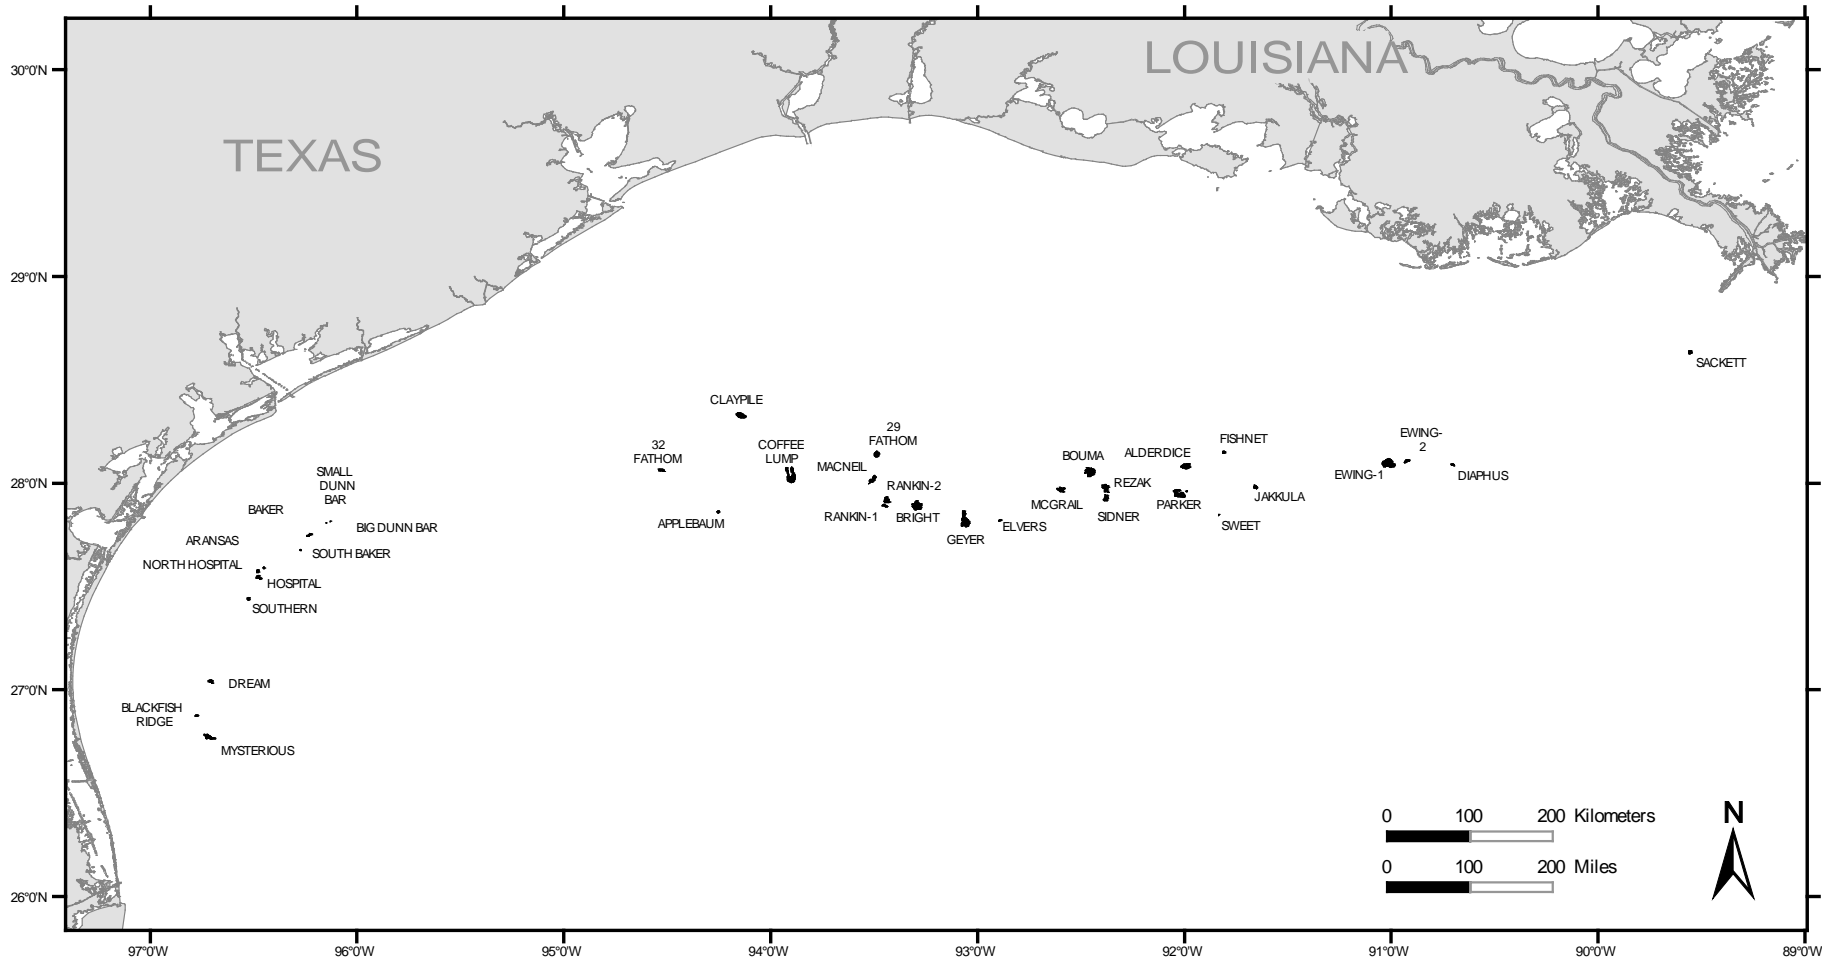 LOUISIANA
30°0'N
TEXAS
29°0'N
SACKETT
CLAYPILE
29
FATHOM
EWING-
2
FISHNET
32
FATHOM
COFFEE
LUMP
BOUMA
ALDERDICE
MACNEIL
28°0'N
SMALL
DUNN
BAR
EWING-1
DIAPHUS
REZAK
RANKIN-2
JAKKULA
MCGRAIL
PARKER
BAKER
RANKIN-1
BRIGHT
SIDNER
APPLEBAUM
ELVERS
SWEET
BIG DUNN BAR
ARANSAS
GEYER
SOUTH BAKER
NORTH HOSPITAL
HOSPITAL
SOUTHERN
27°0'N
DREAM
BLACKFISH
RIDGE
MYSTERIOUS
N
0 100 200 Kilometers
0 100 200 Miles
26°0'N
97°0'W 96°0'W 95°0'W 94°0'W 93°0'W 92°0'W 91°0'W 90°0'W 89°0'W